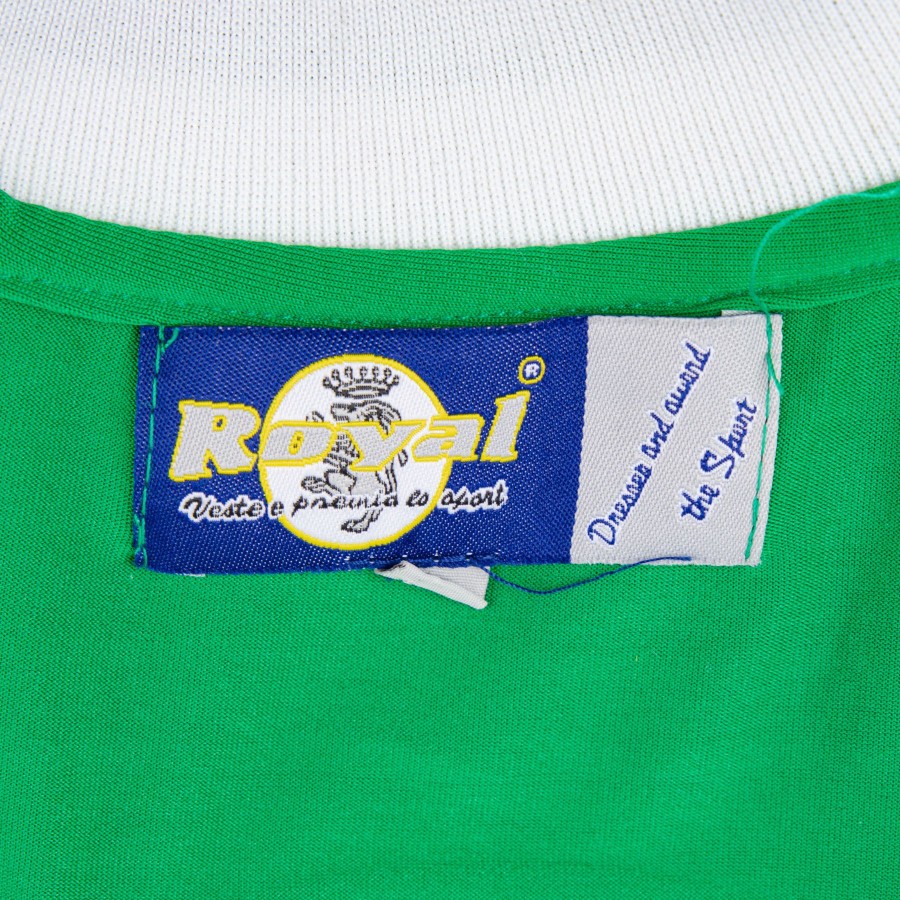 Royal®
Veste e premia lo sport
Dresses and award
the Sport